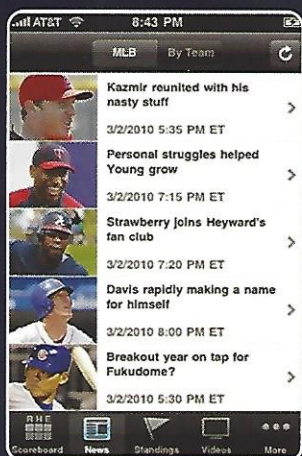 AT&T 8:43 PM
MLB By Team
Kazmir reunited with his
nasty stuff
3/2/2010 5:35 PM ET
Personal struggles helped
Young grow
3/2/2010 7:15 PM ET
Strawberry joins Heyward's
fan club
3/2/2010 7:20 PM ET
Davis rapidly making a name
for himself
3/2/2010 8:00 PM ET
Breakout year on tap for
Fukudome?
3/2/2010 5:30 PM ET
R H E
Scoreboard News Standings Videos More